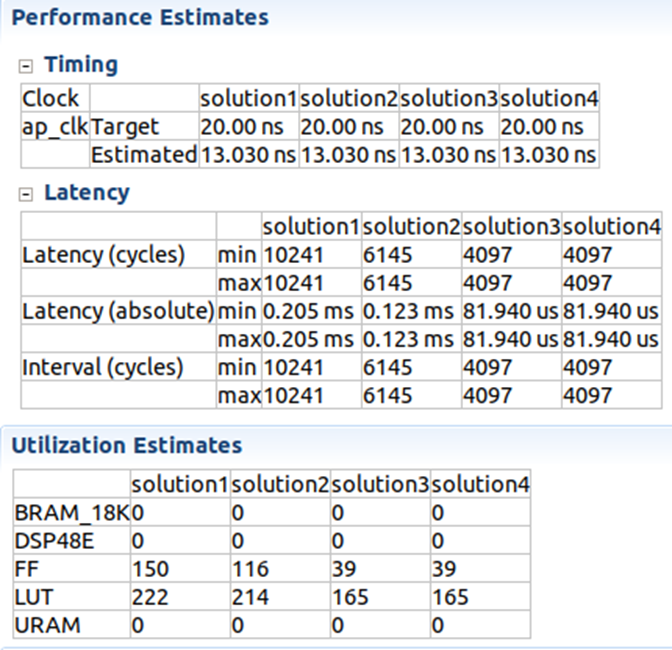 Performance Estimates
Timing
Clock solution1 solution2 solution3 solution4
ap_clk Target 20.00 ns 20.00 ns 20.00 ns 20.00 ns
Estimated 13.030 ns 13.030 ns 13.030 ns 13.030 ns
Latency
solution1 solution2 solution3 solution4
Latency (cycles) min 10241 6145 4097 4097
max 10241 6145 4097 4097
Latency (absolute) min 0.205 ms 0.123 ms 81.940 us 81.940 us
max 0.205 ms 0.123 ms 81.940 us 81.940 us
Interval (cycles) min 10241 6145 4097 4097
max 10241 6145 4097 4097
Utilization Estimates
solution1 solution2 solution3 solution4
BRAM_18K 0 0 0 0
DSP48E 0 0 0 0
FF 150 116 39 39
LUT 222 214 165 165
URAM 0 0 0 0